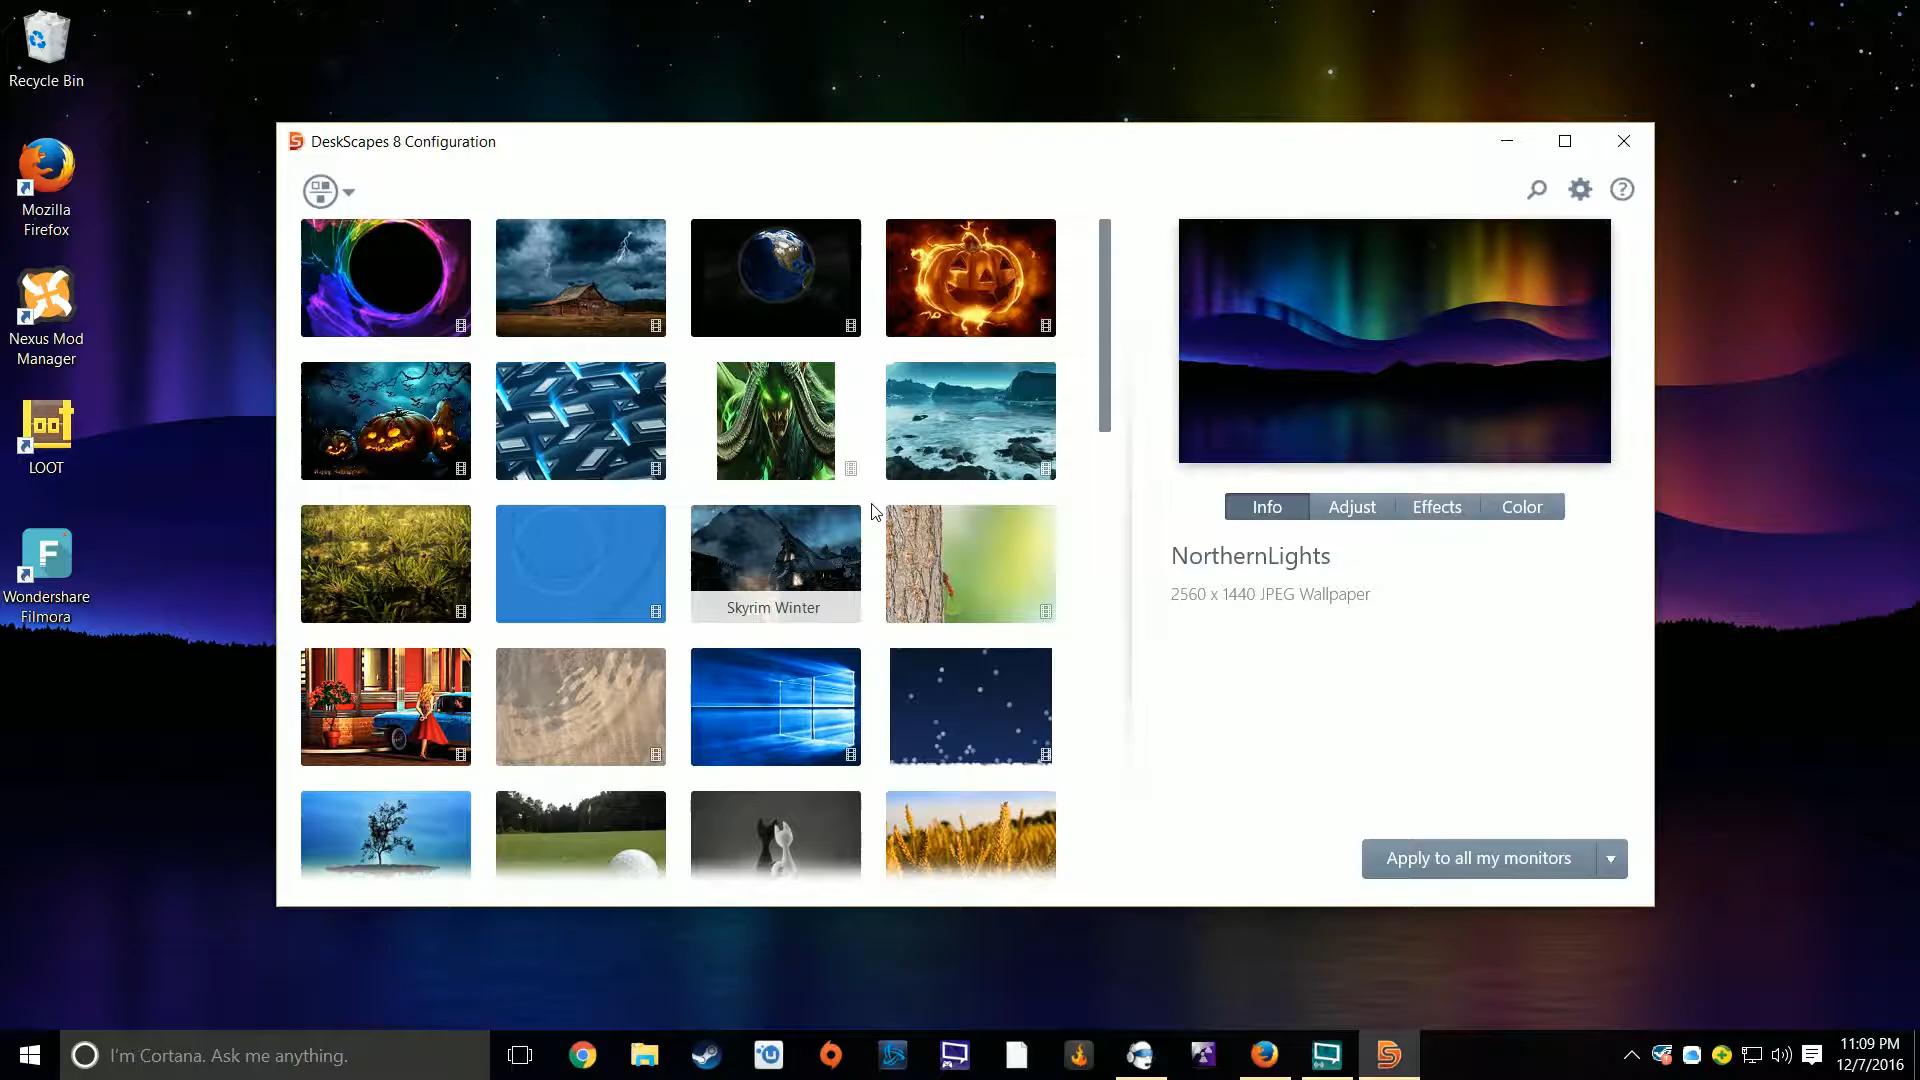 Recycle Bin
Mozilla
Firefox
Nexus Mod
Manager
LOOT
Wondershare
Filmora
DeskScapes 8 Configuration
Skyrim Winter
Info
Adjust
Effects
Color
NorthernLights
2560 x 1440 JPEG Wallpaper
Apply to all my monitors
I'm Cortana. Ask me anything.
11:09 PM
12/7/2016